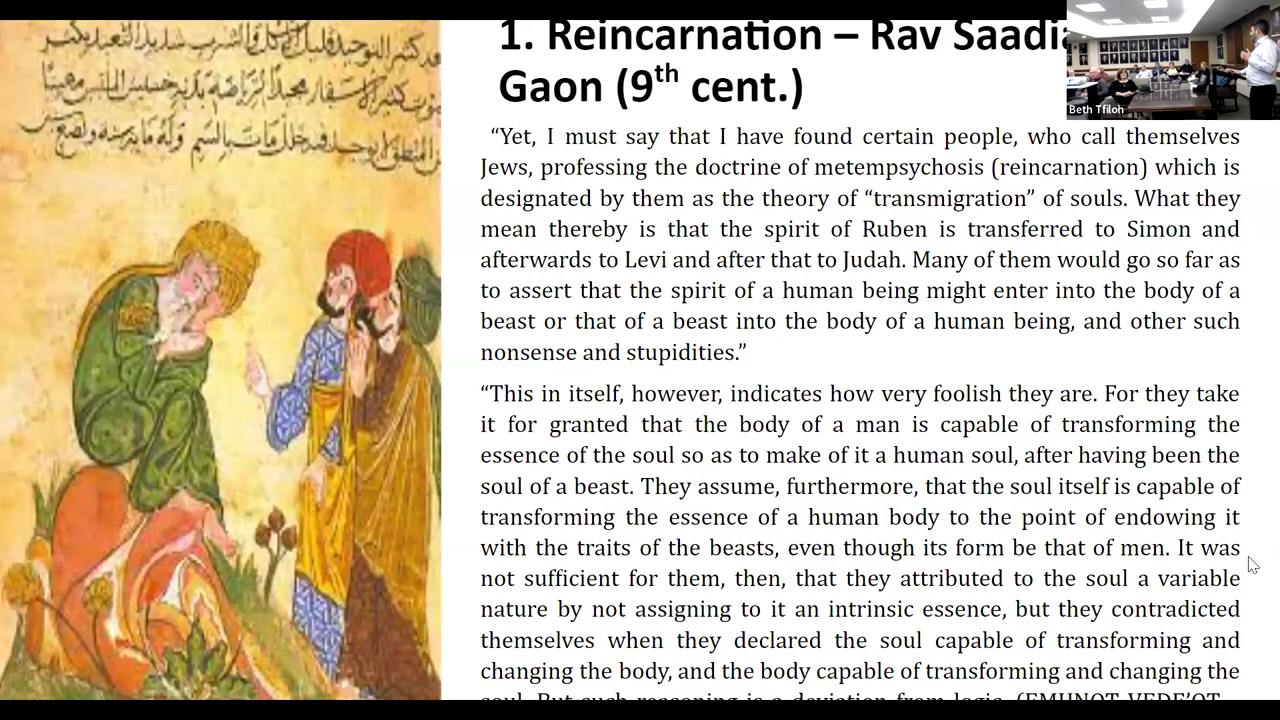 1. Reincarnation – Rav Saadia
Gaon (9th cent.)
Beth Tfiloh
“Yet, I must say that I have found certain people, who call themselves
Jews, professing the doctrine of metempsychosis (reincarnation) which is
designated by them as the theory of “transmigration” of souls. What they
mean thereby is that the spirit of Ruben is transferred to Simon and
afterwards to Levi and after that to Judah. Many of them would go so far as
to assert that the spirit of a human being might enter into the body of a
beast or that of a beast into the body of a human being, and other such
nonsense and stupidities.”
“This in itself, however, indicates how very foolish they are. For they take
it for granted that the body of a man is capable of transforming the
essence of the soul so as to make of it a human soul, after having been the
soul of a beast. They assume, furthermore, that the soul itself is capable of
transforming the essence of a human body to the point of endowing it
with the traits of the beasts, even though its form be that of men. It was
not sufficient for them, then, that they attributed to the soul a variable
nature by not assigning to it an intrinsic essence, but they contradicted
themselves when they declared the soul capable of transforming and
changing the body, and the body capable of transforming and changing the
soul. But such reasoning is a deviation from logic. (EMUNOT VEDE’OT